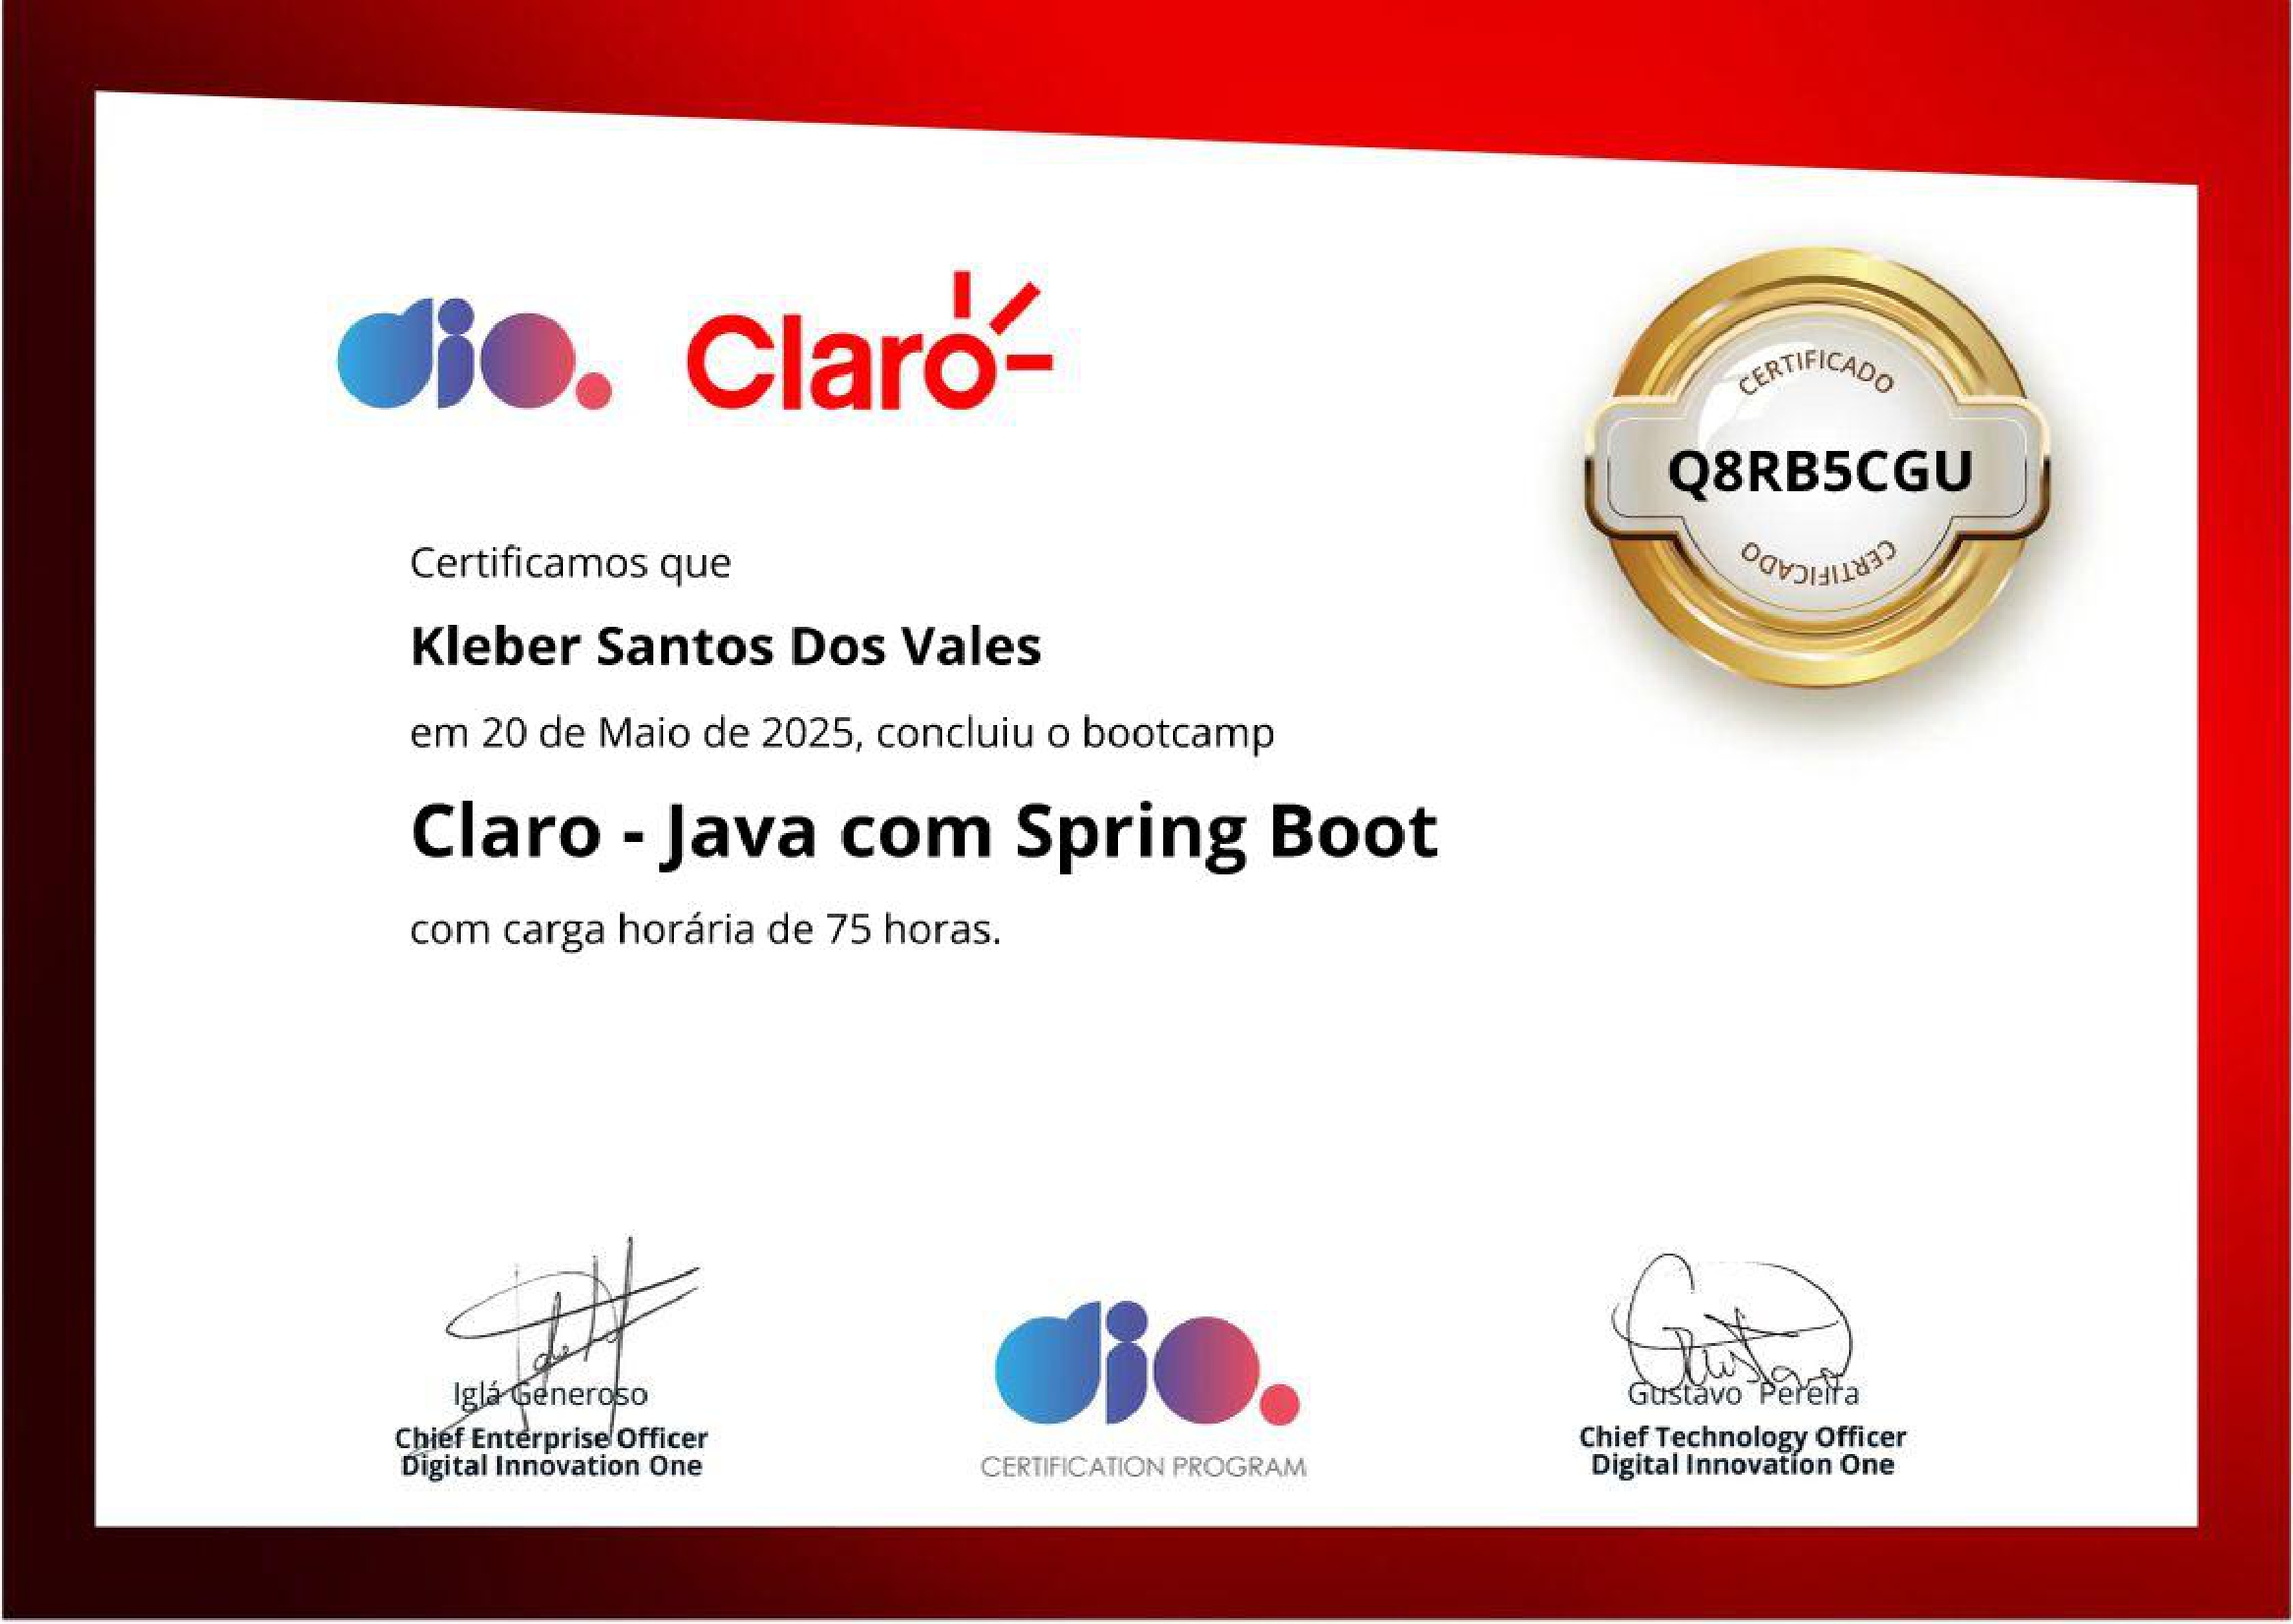 dio. Claro
CERTIFICADO
Q8RB5CGU
CERTIFICADO
Certificamos que
Kleber Santos Dos Vales
em 20 de Maio de 2025, concluiu o bootcamp
Claro - Java com Spring Boot
com carga horária de 75 horas.
Iglá Generoso
Chief Enterprise Officer
Digital Innovation One
dio.
CERTIFICATION PROGRAM
Gustavo Pereira
Chief Technology Officer
Digital Innovation One